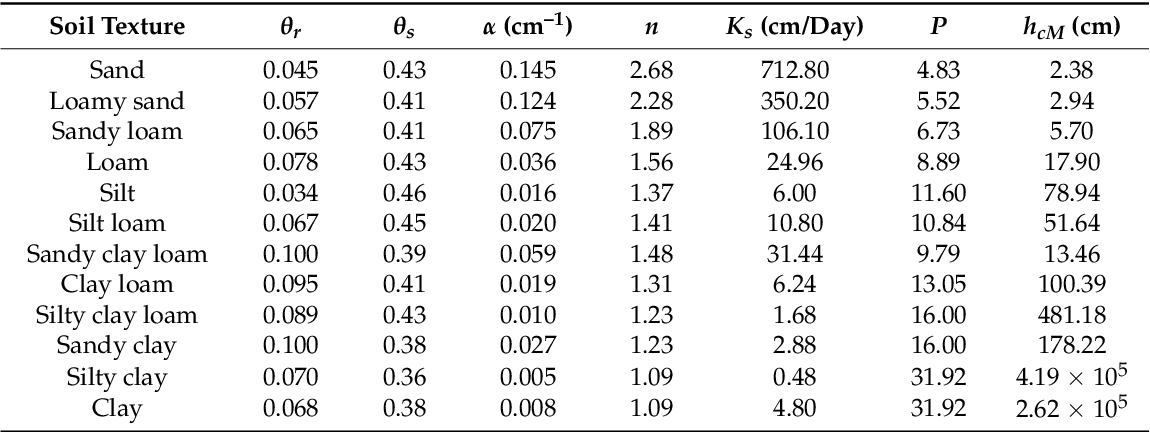 Soil Texture θr θs α (cm⁻¹) n Ks (cm/Day) P hcM (cm)
Sand 0.045 0.43 0.145 2.68 712.80 4.83 2.38
Loamy sand 0.057 0.41 0.124 2.28 350.20 5.52 2.94
Sandy loam 0.065 0.41 0.075 1.89 106.10 6.73 5.70
Loam 0.078 0.43 0.036 1.56 24.96 8.89 17.90
Silt 0.034 0.46 0.016 1.37 6.00 11.60 78.94
Silt loam 0.067 0.45 0.020 1.41 10.80 10.84 51.64
Sandy clay loam 0.100 0.39 0.059 1.48 31.44 9.79 13.46
Clay loam 0.095 0.41 0.019 1.31 6.24 13.05 100.39
Silty clay loam 0.089 0.43 0.010 1.23 1.68 16.00 481.18
Sandy clay 0.100 0.38 0.027 1.23 2.88 16.00 178.22
Silty clay 0.070 0.36 0.005 1.09 0.48 31.92 4.19 × 10⁵
Clay 0.068 0.38 0.008 1.09 4.80 31.92 2.62 × 10⁵